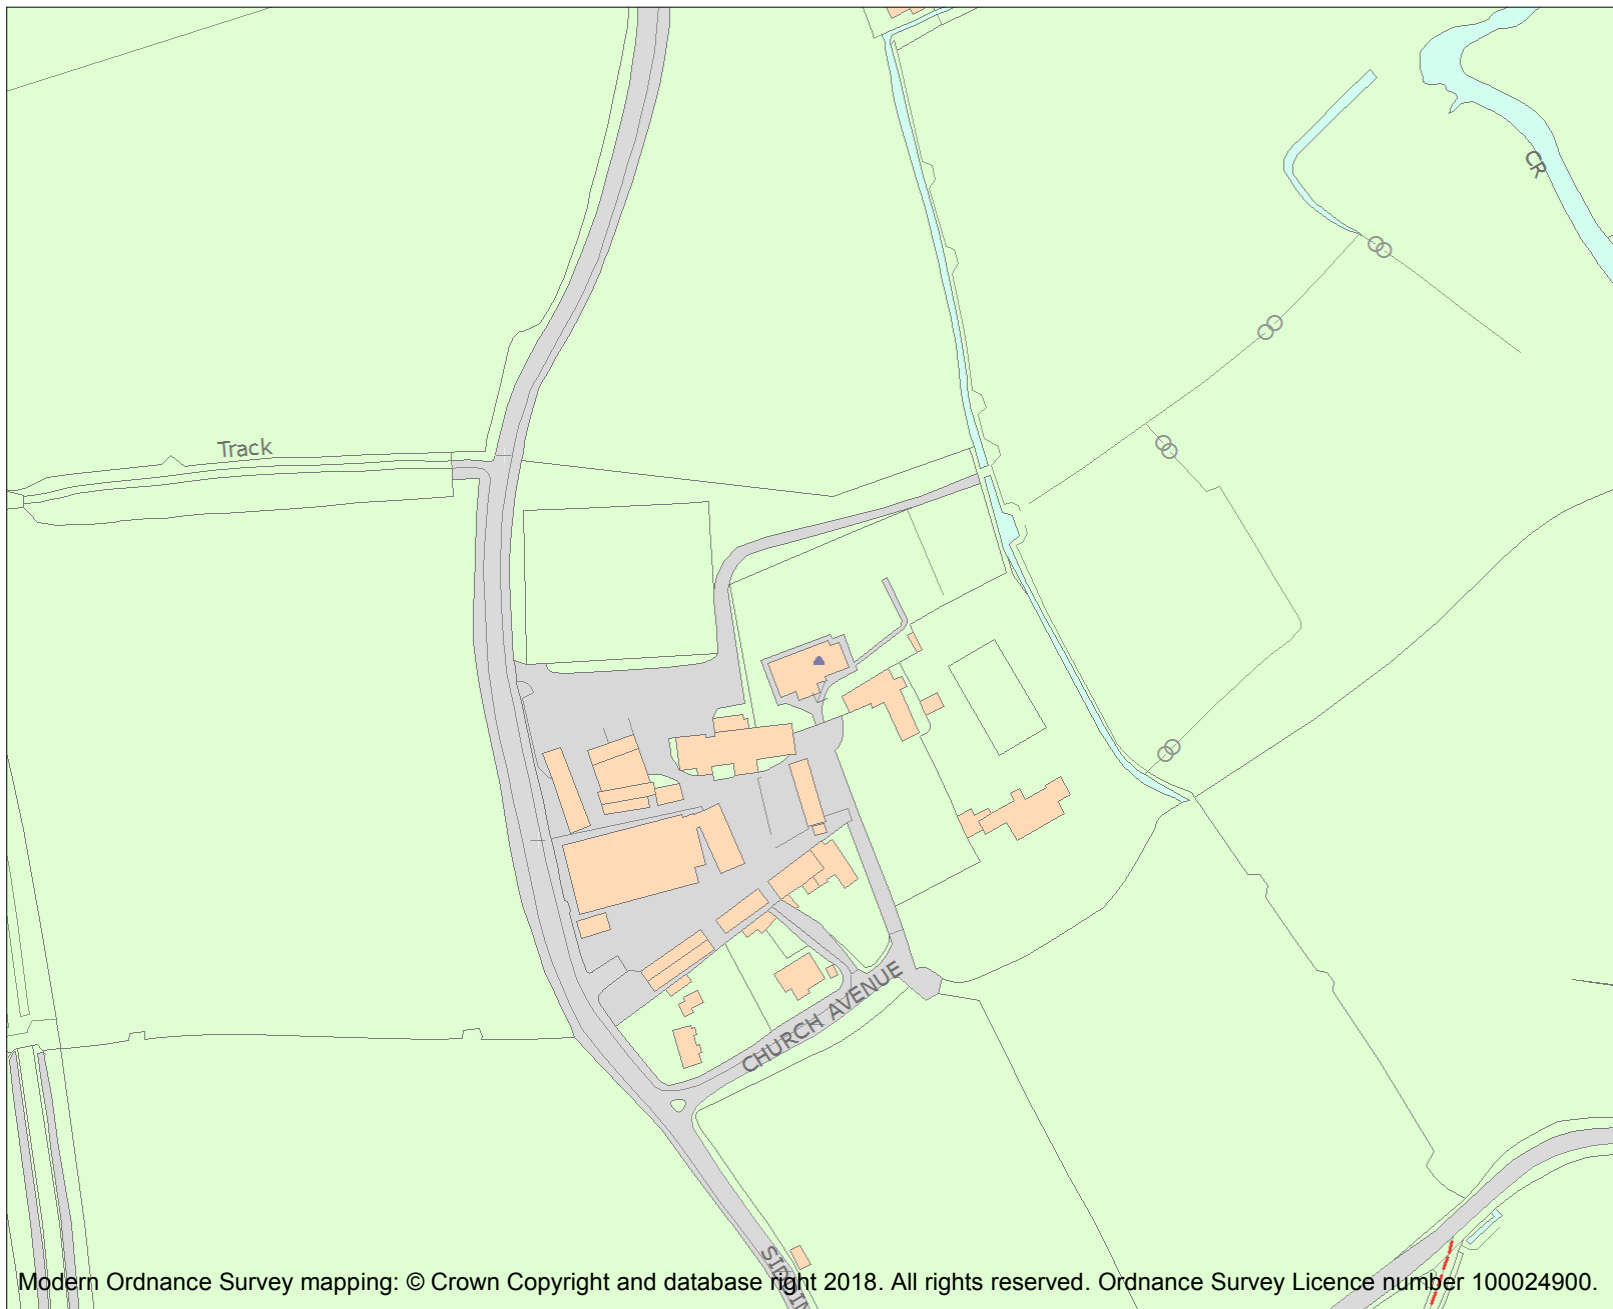 CR
Track
CHURCH AVENUE
Modern Ordnance Survey mapping: © Crown Copyright and database right 2018. All rights reserved. Ordnance Survey Licence number 100024900.